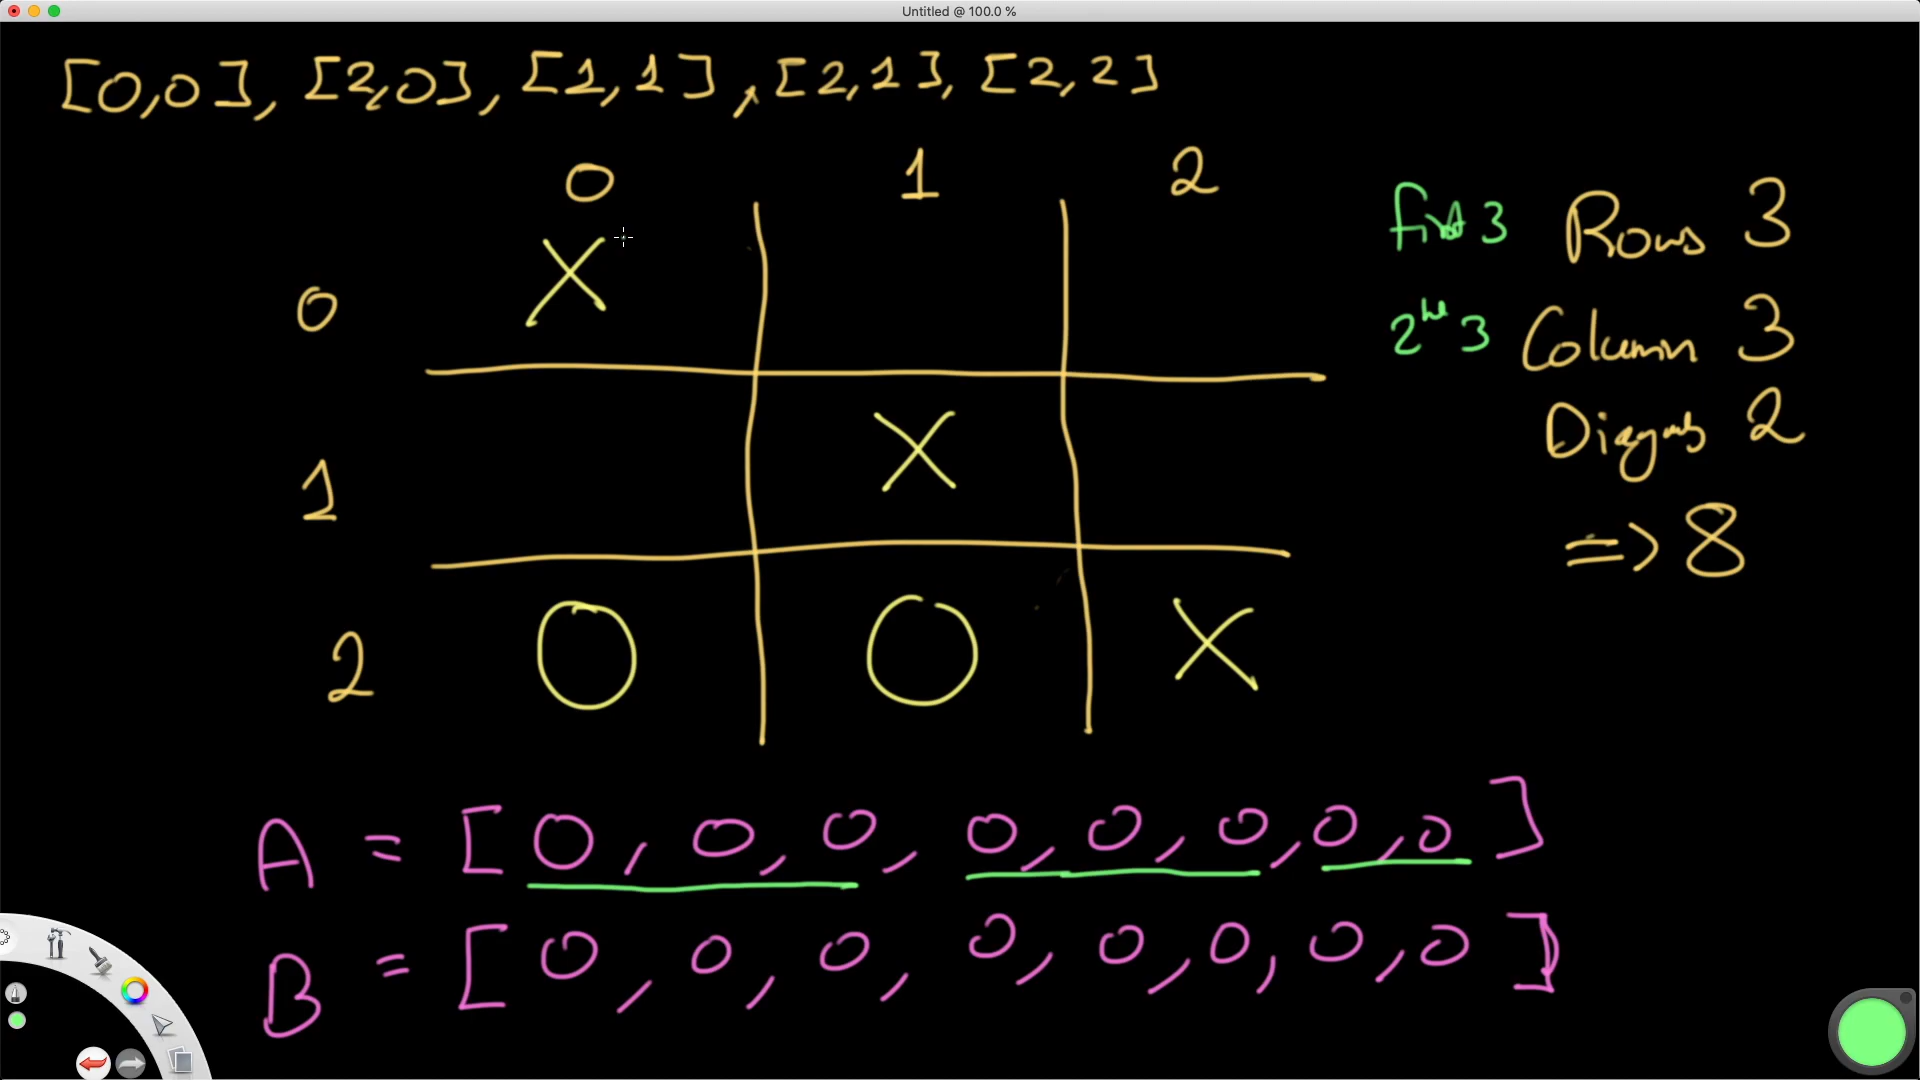 Untitled @ 100.0 %
[0,0], [2,0], [1,1], [2,1], [2,2]
0 1 2
first 3 Rows 3
0 X
2nd 3 Column 3
Diagnals 2
1 X
=> 8
2 O O X
A = [0, 0, 0, 0, 0, 0, 0, 0]
B = [0, 0, 0, 0, 0, 0, 0, 0]